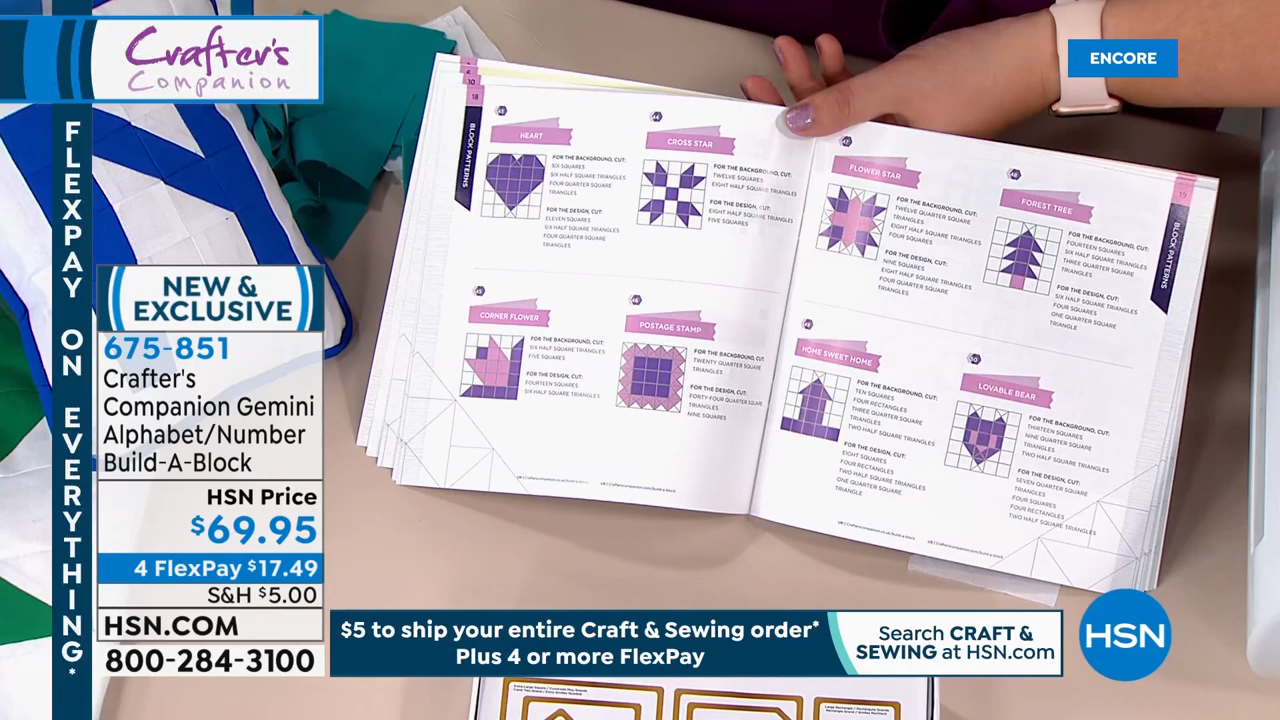 Crafter's
Companion
ENCORE
FLEXPAY ON EVERYTHING*
NEW &
EXCLUSIVE
675-851
Crafter's
Companion Gemini
Alphabet/Number
Build-A-Block
HSN Price
$69.95
4 FlexPay $17.49
S&H $5.00
HSN.COM
800-284-3100
$5 to ship your entire Craft & Sewing order*
Plus 4 or more FlexPay
Search CRAFT &
SEWING at HSN.com
HSN
10
18
BLOCK PATTERNS
43
HEART
FOR THE BACKGROUND, CUT:
SIX SQUARES
SIX HALF SQUARE TRIANGLES
FOUR QUARTER SQUARE
TRIANGLES
FOR THE DESIGN, CUT:
ELEVEN SQUARES
SIX HALF SQUARE TRIANGLES
FOUR QUARTER SQUARE
TRIANGLES
44
CROSS STAR
FOR THE BACKGROUND, CUT:
TWELVE SQUARES
EIGHT HALF SQUARE TRIANGLES
FOR THE DESIGN, CUT:
EIGHT HALF SQUARE TRIANGLES
FIVE SQUARES
45
CORNER FLOWER
FOR THE BACKGROUND, CUT:
SIX HALF SQUARE TRIANGLES
FIVE SQUARES
FOR THE DESIGN, CUT:
FOURTEEN SQUARES
SIX HALF SQUARE TRIANGLES
46
POSTAGE STAMP
FOR THE BACKGROUND, CUT:
TWENTY QUARTER SQUARE
TRIANGLES
FOR THE DESIGN, CUT:
FORTY-FOUR QUARTER SQUARE
TRIANGLES
NINE SQUARES
47
FLOWER STAR
FOR THE BACKGROUND, CUT:
TWELVE QUARTER SQUARE
TRIANGLES
EIGHT HALF SQUARE TRIANGLES
FOUR SQUARES
FOR THE DESIGN, CUT:
NINE SQUARES
EIGHT HALF SQUARE TRIANGLES
FOUR QUARTER SQUARE
TRIANGLES
48
FOREST TREE
FOR THE BACKGROUND, CUT:
FOURTEEN SQUARES
SIX HALF SQUARE TRIANGLES
THREE QUARTER SQUARE
TRIANGLES
FOR THE DESIGN, CUT:
SIX HALF SQUARE TRIANGLES
FOUR SQUARES
ONE QUARTER SQUARE
TRIANGLE
19
BLOCK PATTERNS
49
HOME SWEET HOME
FOR THE BACKGROUND, CUT:
TEN SQUARES
FOUR RECTANGLES
THREE QUARTER SQUARE
TRIANGLES
TWO HALF SQUARE TRIANGLES
FOR THE DESIGN, CUT:
EIGHT SQUARES
FOUR RECTANGLES
TWO HALF SQUARE TRIANGLES
ONE QUARTER SQUARE
TRIANGLE
50
LOVABLE BEAR
FOR THE BACKGROUND, CUT:
THIRTEEN SQUARES
NINE QUARTER SQUARE
TRIANGLES
TWO HALF SQUARE TRIANGLES
FOR THE DESIGN, CUT:
SEVEN QUARTER SQUARE
TRIANGLES
FOUR SQUARES
FOUR RECTANGLES
TWO HALF SQUARE TRIANGLES